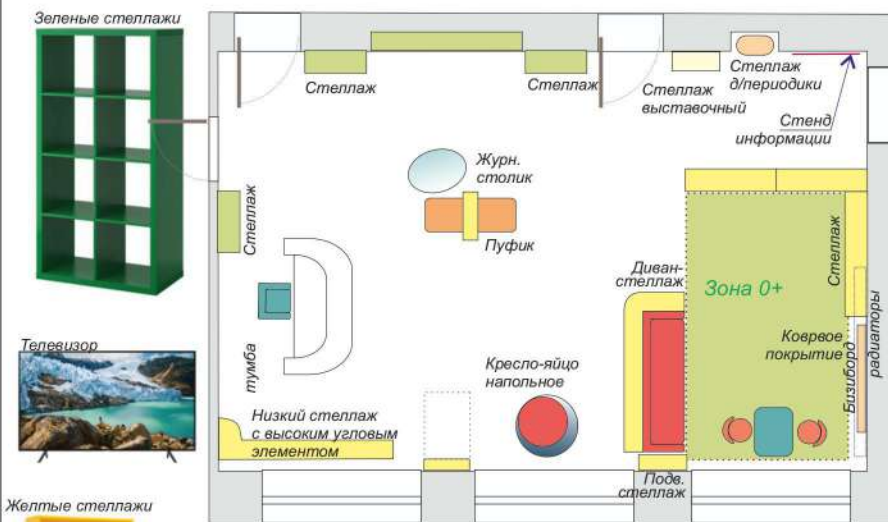 Зеленые стеллажи
Стеллаж
Стеллаж
Стеллаж
выставочный
Стеллаж
д/периодики
Стенд
информации
Журн.
столик
Пуфик
Стеллаж
Диван-
стеллаж
Зона 0+
Стеллаж
Телевизор
тумба
Кресло-яйцо
напольное
Коврвое
покрытие
Бизиборд
радиаторы
Низкий стеллаж
с высоким угловым
элементом
Подв.
стеллаж
Желтые стеллажи